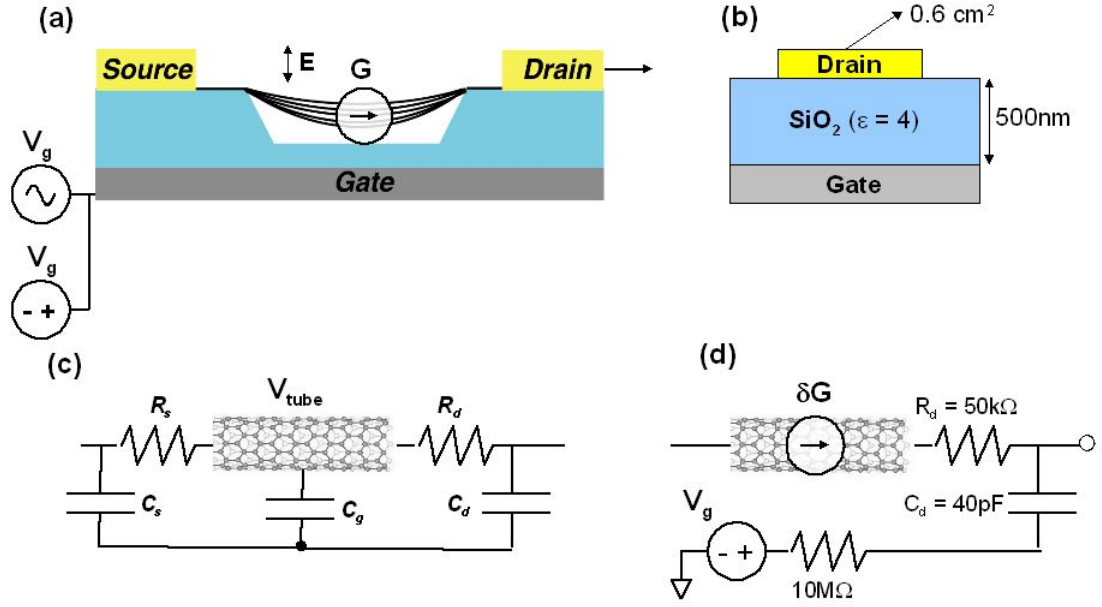 (a)
E
G
Source
Drain
Gate
V_g
V_g
- +
(b)
0.6 cm²
Drain
SiO₂ (ε = 4)
500nm
Gate
(c)
V_tube
R_s
R_d
C_s
C_g
C_d
(d)
δG
R_d = 50kΩ
C_d = 40pF
V_g
- +
10MΩ